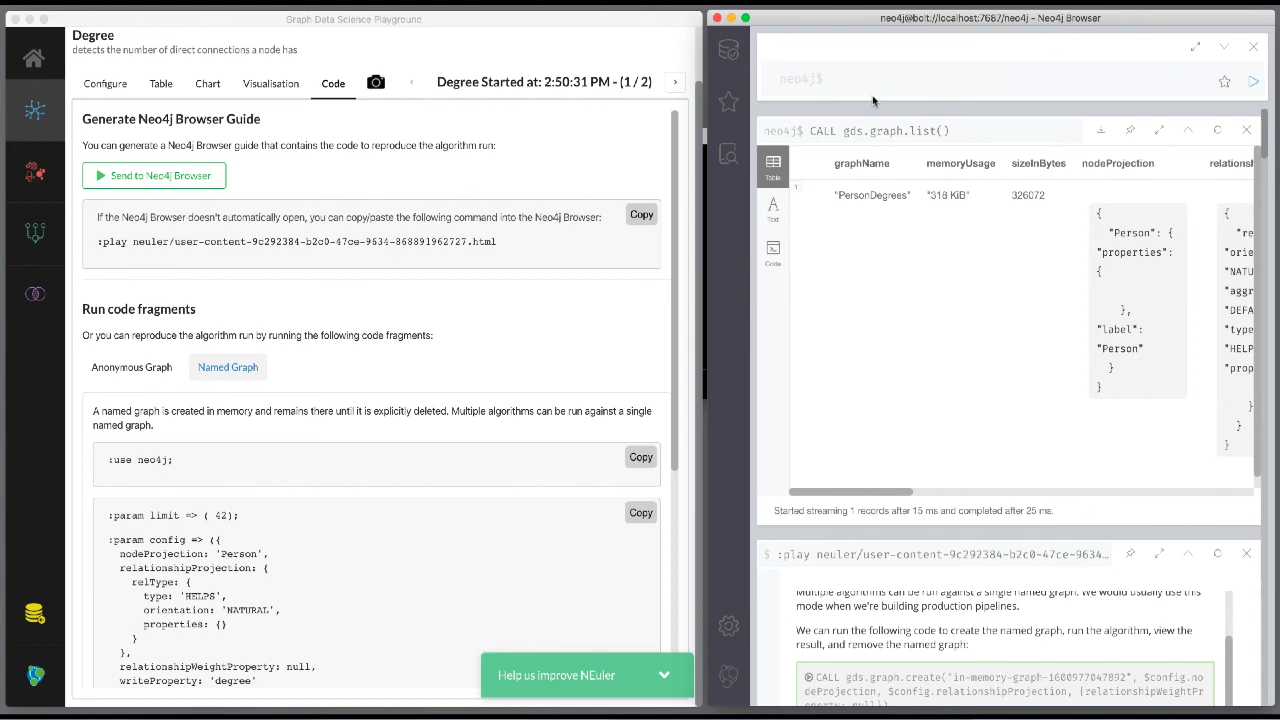 Graph Data Science Playground
Degree
detects the number of direct connections a node has
Configure Table Chart Visualisation Code
Degree Started at: 2:50:31 PM - (1 / 2)
Generate Neo4j Browser Guide
You can generate a Neo4j Browser guide that contains the code to reproduce the algorithm run:
Send to Neo4j Browser
If the Neo4j Browser doesn't automatically open, you can copy/paste the following command into the Neo4j Browser:
Copy
:play neuler/user-content-9c292384-b2c0-47ce-9634-868891962727.html
Run code fragments
Or you can reproduce the algorithm run by running the following code fragments:
Anonymous Graph Named Graph
A named graph is created in memory and remains there until it is explicitly deleted. Multiple algorithms can be run against a single
named graph.
:use neo4j;
Copy
:param limit => ( 42);
Copy
:param config => ({
nodeProjection: 'Person',
relationshipProjection: {
relType: {
type: 'HELPS',
orientation: 'NATURAL',
properties: {}
}
},
relationshipWeightProperty: null,
writeProperty: 'degree'
Help us improve NEuler
neo4j@bolt://localhost:7687/neo4j - Neo4j Browser
neo4j$
neo4j$ CALL gds.graph.list()
Table
Text
Code
graphName memoryUsage sizeInBytes nodeProjection relationsh
1
"PersonDegrees" "318 KiB" 326072
{
"Person": {
"properties":
{
},
"label":
"Person"
}
}
{
"re
"orie
"NATU
"aggr
"DEFA
"type
"HELP
"prop
}
}
}
Started streaming 1 records after 15 ms and completed after 25 ms.
$ :play neuler/user-content-9c292384-b2c0-47ce-9634…
Multiple algorithms can be run against a single named graph. We would usually use this
mode when we're building production pipelines.
We can run the following code to create the named graph, run the algorithm, view the
result, and remove the named graph:
CALL gds.graph.create("in-memory-graph-1600977047892", $config.no
deProjection, $config.relationshipProjection, {relationshipWeightPr
operty: null})